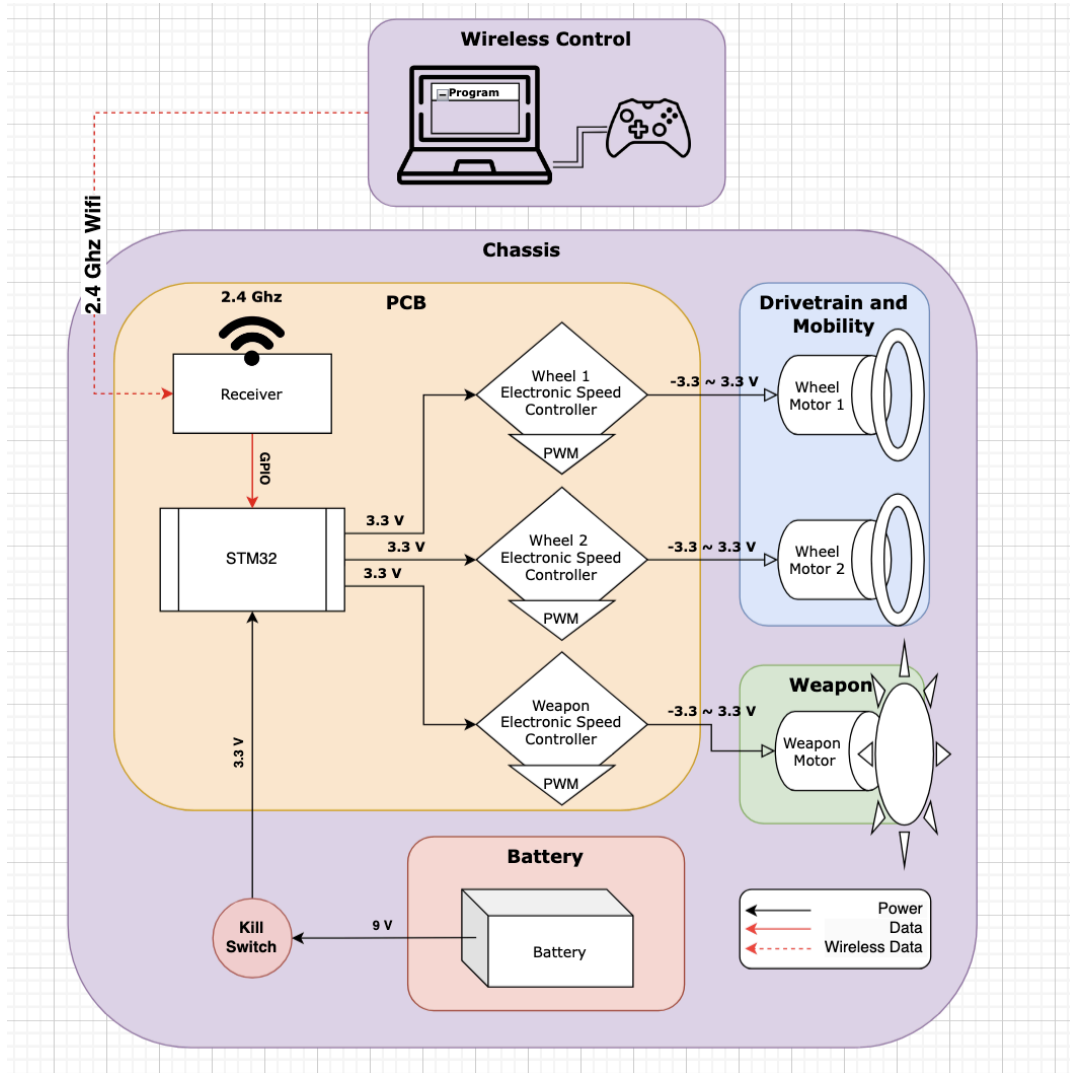 Wireless Control
Program
2.4 Ghz Wifi
Chassis
PCB
2.4 Ghz
Receiver
GPIO
STM32
3.3 V
3.3 V
3.3 V
3.3 V
Wheel 1
Electronic Speed
Controller
PWM
Wheel 2
Electronic Speed
Controller
PWM
Weapon
Electronic Speed
Controller
PWM
-3.3 ~ 3.3 V
-3.3 ~ 3.3 V
-3.3 ~ 3.3 V
Drivetrain and
Mobility
Wheel
Motor 1
Wheel
Motor 2
Weapon
Weapon
Motor
Kill
Switch
9 V
Battery
Battery
Power
Data
Wireless Data